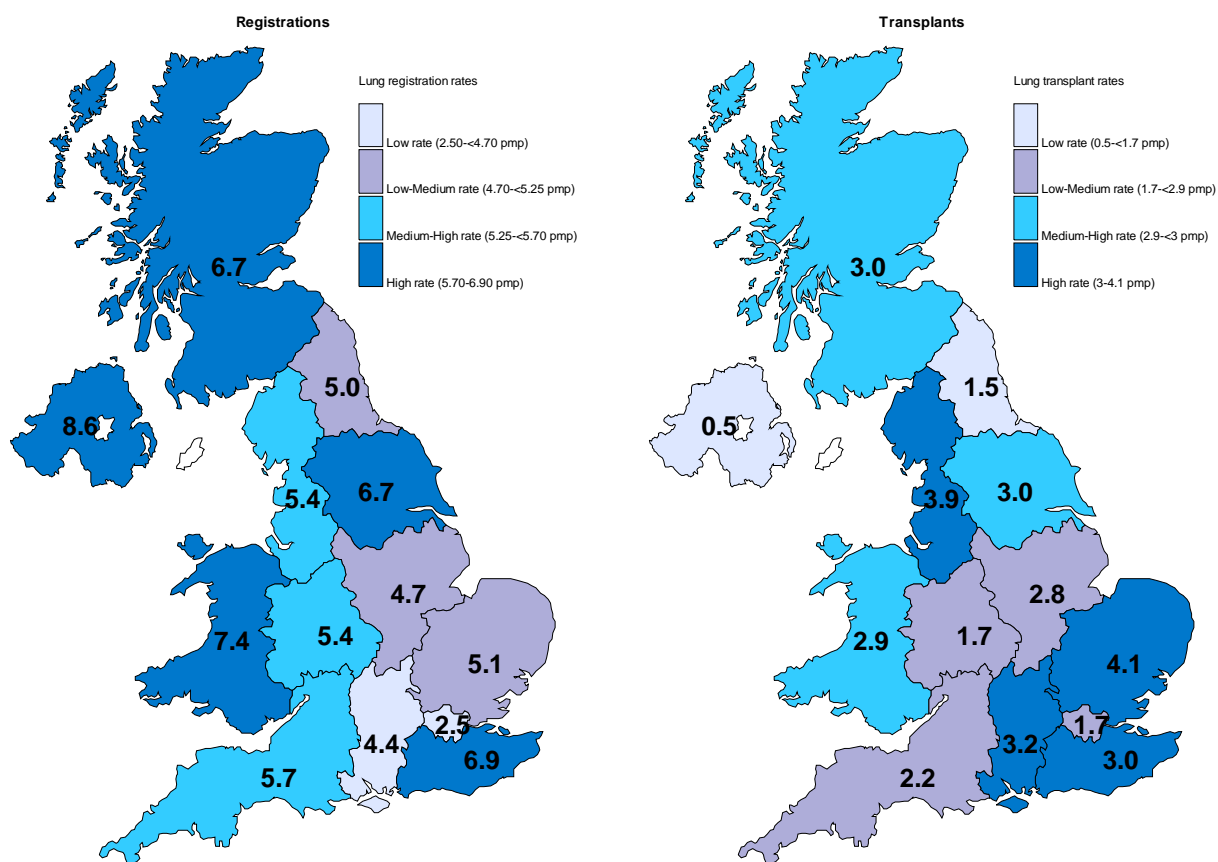 Registrations
Lung registration rates
Low rate (2.50-<4.70 pmp)
Low-Medium rate (4.70-<5.25 pmp)
Medium-High rate (5.25-<5.70 pmp)
High rate (5.70-6.90 pmp)
6.7
5.0
8.6
5.4
6.7
4.7
7.4
5.4
5.1
2.5
4.4
6.9
5.7
Transplants
Lung transplant rates
Low rate (0.5-<1.7 pmp)
Low-Medium rate (1.7-<2.9 pmp)
Medium-High rate (2.9-<3 pmp)
High rate (3-4.1 pmp)
3.0
1.5
0.5
3.9
3.0
2.8
2.9
1.7
4.1
1.7
3.2
3.0
2.2